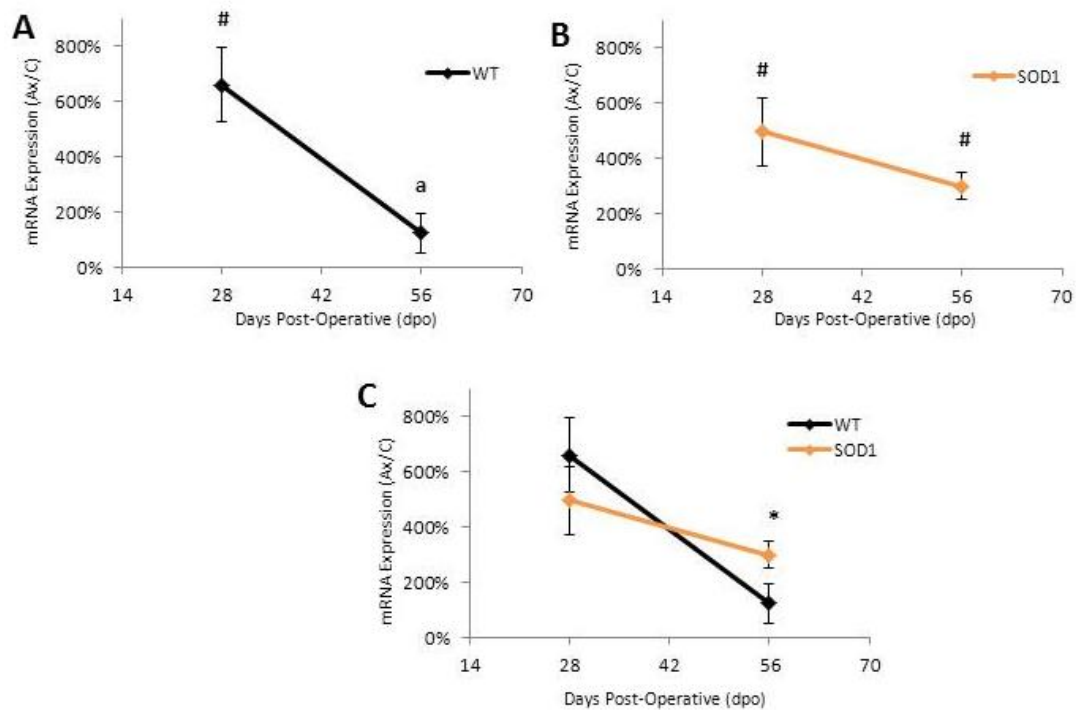 A
#
800%
600%
400%
200%
0%
a
WT
mRNA Expression (Ax/C)
14 28 42 56 70
Days Post-Operative (dpo)
B
#
#
800%
600%
400%
200%
0%
SOD1
mRNA Expression (Ax/C)
14 28 42 56 70
Days Post-Operative (dpo)
C
800%
600%
400%
200%
0%
*
WT
SOD1
mRNA Expression (Ax/C)
14 28 42 56 70
Days Post-Operative (dpo)